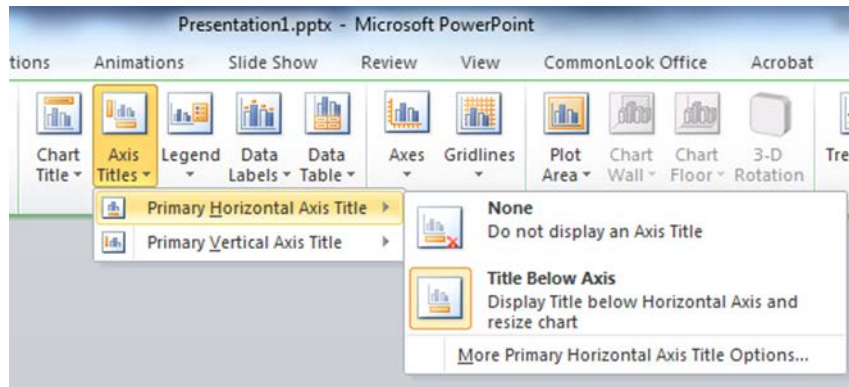 Presentation1.pptx - Microsoft PowerPoint
tions Animations Slide Show Review View CommonLook Office Acrobat
Chart Title Axis Titles Legend Data Labels Data Table Axes Gridlines Plot Area Chart Wall Chart Floor 3-D Rotation Tre
Primary Horizontal Axis Title
Primary Vertical Axis Title
None
Do not display an Axis Title
Title Below Axis
Display Title below Horizontal Axis and
resize chart
More Primary Horizontal Axis Title Options...